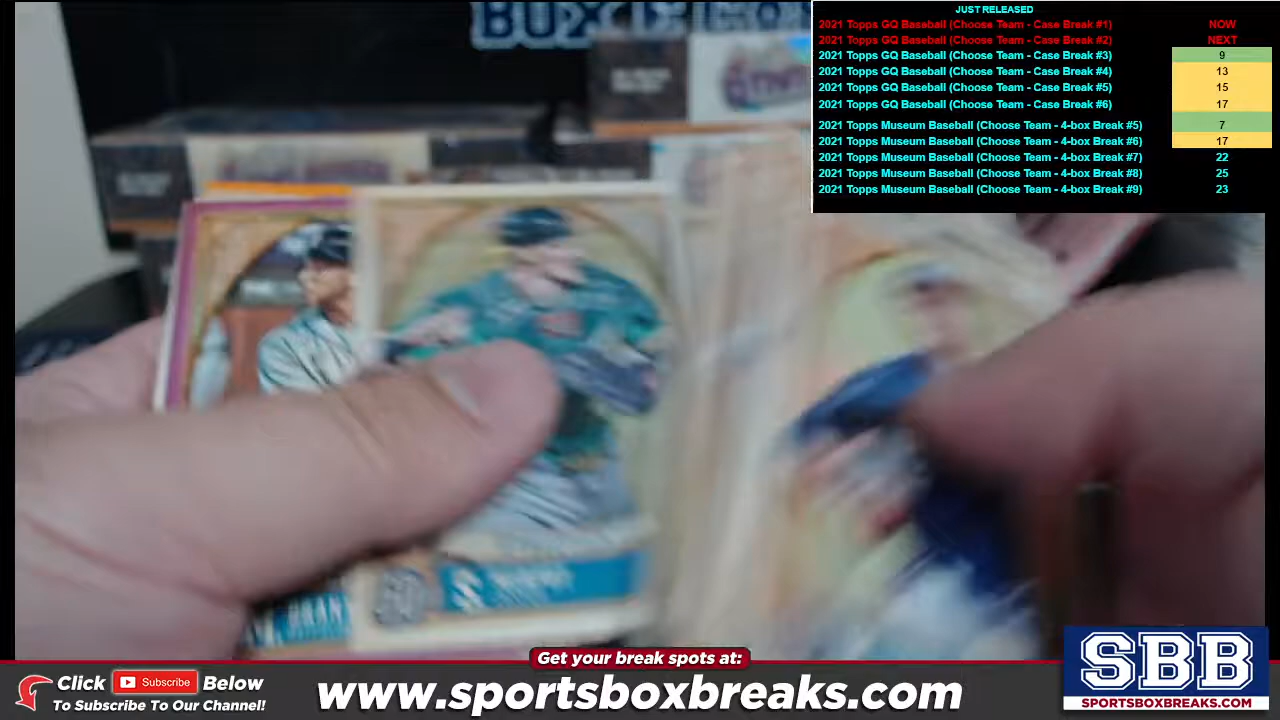 JUST RELEASED
2021 Topps GQ Baseball (Choose Team - Case Break #1) NOW
2021 Topps GQ Baseball (Choose Team - Case Break #2) NEXT
2021 Topps GQ Baseball (Choose Team - Case Break #3) 9
2021 Topps GQ Baseball (Choose Team - Case Break #4) 13
2021 Topps GQ Baseball (Choose Team - Case Break #5) 15
2021 Topps GQ Baseball (Choose Team - Case Break #6) 17
2021 Topps Museum Baseball (Choose Team - 4-box Break #5) 7
2021 Topps Museum Baseball (Choose Team - 4-box Break #6) 17
2021 Topps Museum Baseball (Choose Team - 4-box Break #7) 22
2021 Topps Museum Baseball (Choose Team - 4-box Break #8) 25
2021 Topps Museum Baseball (Choose Team - 4-box Break #9) 23
GQ
S
Get your break spots at:
Click Subscribe Below
To Subscribe To Our Channel!
www.sportsboxbreaks.com
SBB
SPORTSBOXBREAKS.COM